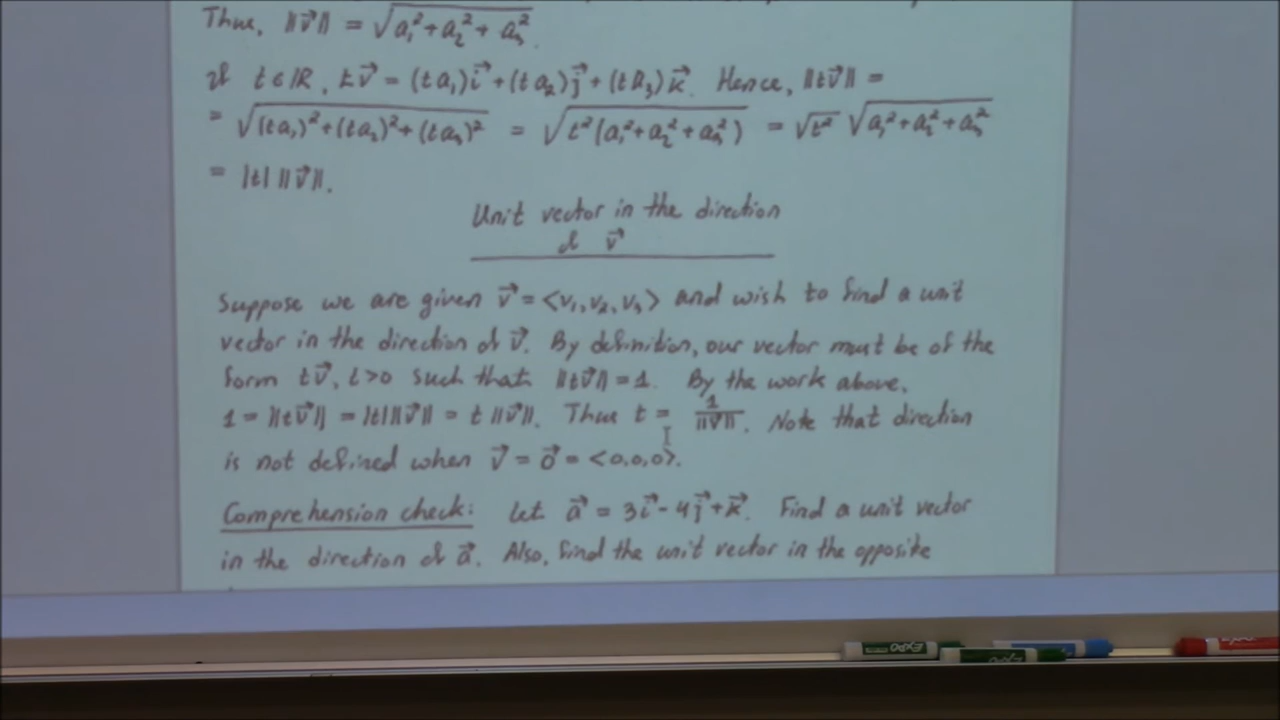 Thus, ||v⃗|| = √(a₁²+a₂²+a₃²).
If t∈ℝ, tv⃗ = (ta₁)i⃗+(ta₂)j⃗+(ta₃)k⃗. Hence, ||tv⃗|| =
= √((ta₁)²+(ta₂)²+(ta₃)²) = √(t²(a₁²+a₂²+a₃²)) = √t² √(a₁²+a₂²+a₃²)
= |t| ||v⃗||.
Unit vector in the direction
of v⃗
Suppose we are given v⃗ = <v₁,v₂,v₃> and wish to find a unit
vector in the direction of v⃗. By definition, our vector must be of the
form tv⃗, t>0 such that ||tv⃗|| = 1. By the work above,
1 = ||tv⃗|| = |t| ||v⃗|| = t ||v⃗||. Thus t = 1/||v⃗||. Note that direction
is not defined when v⃗ = 0⃗ = <0,0,0>.
Comprehension check: Let a⃗ = 3i⃗-4j⃗+k⃗. Find a unit vector
in the direction of a⃗. Also, find the unit vector in the opposite
EXPO
EXPO